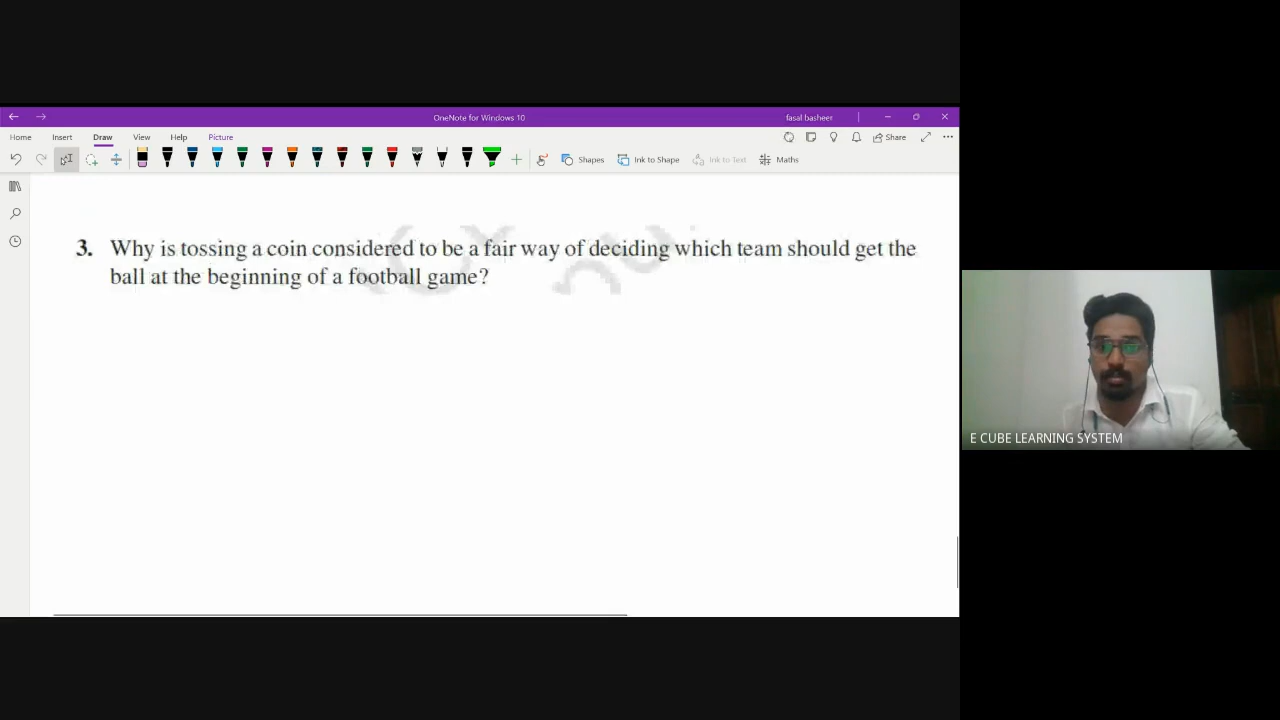 OneNote for Windows 10
fasal basheer
Home Insert Draw View Help Picture
Share
Shapes Ink to Shape Ink to Text Maths
3. Why is tossing a coin considered to be a fair way of deciding which team should get the
ball at the beginning of a football game?
E CUBE LEARNING SYSTEM